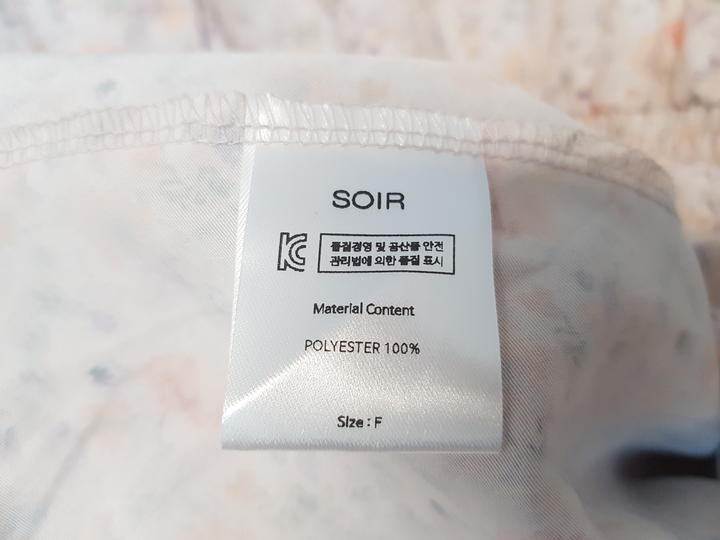 SOIR
KC
품질경영 및 공산품 안전
관리법에 의한 품질 표시
Material Content
POLYESTER 100%
Size : F